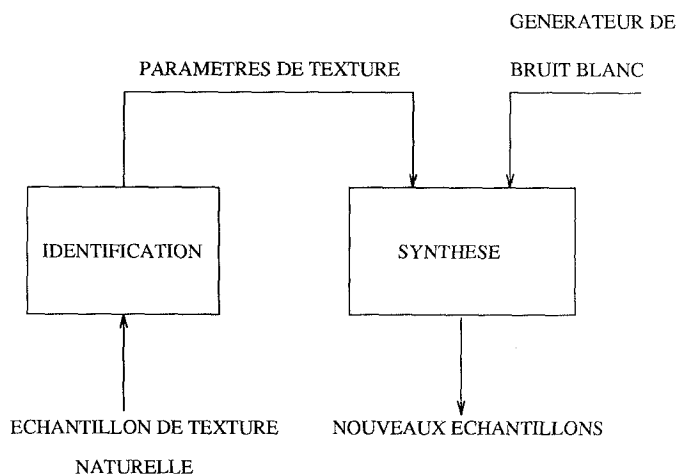 GENERATEUR DE
PARAMETRES DE TEXTURE
BRUIT BLANC
IDENTIFICATION
SYNTHESE
ECHANTILLON DE TEXTURE
NATURELLE
NOUVEAUX ECHANTILLONS